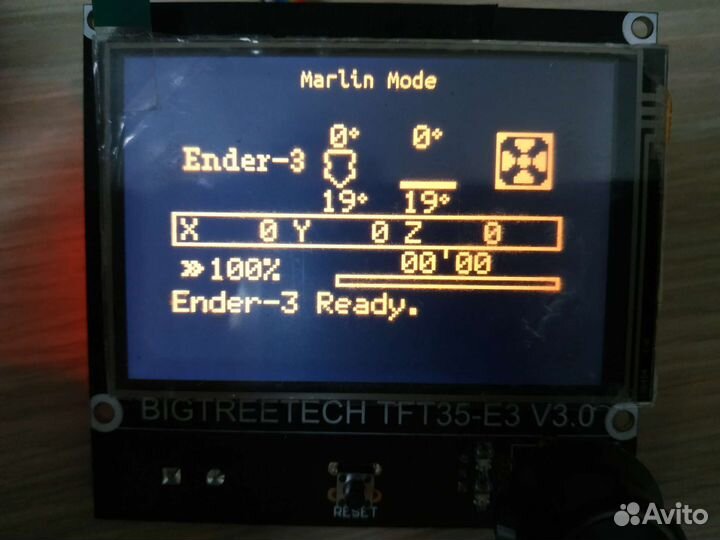 Marlin Mode
0° 0°
Ender-3
19° 19°
X 0 Y 0 Z 0
»100% 00'00
Ender-3 Ready.
BIGTREETECH TFT35-E3 V3.0
RESET
Avito